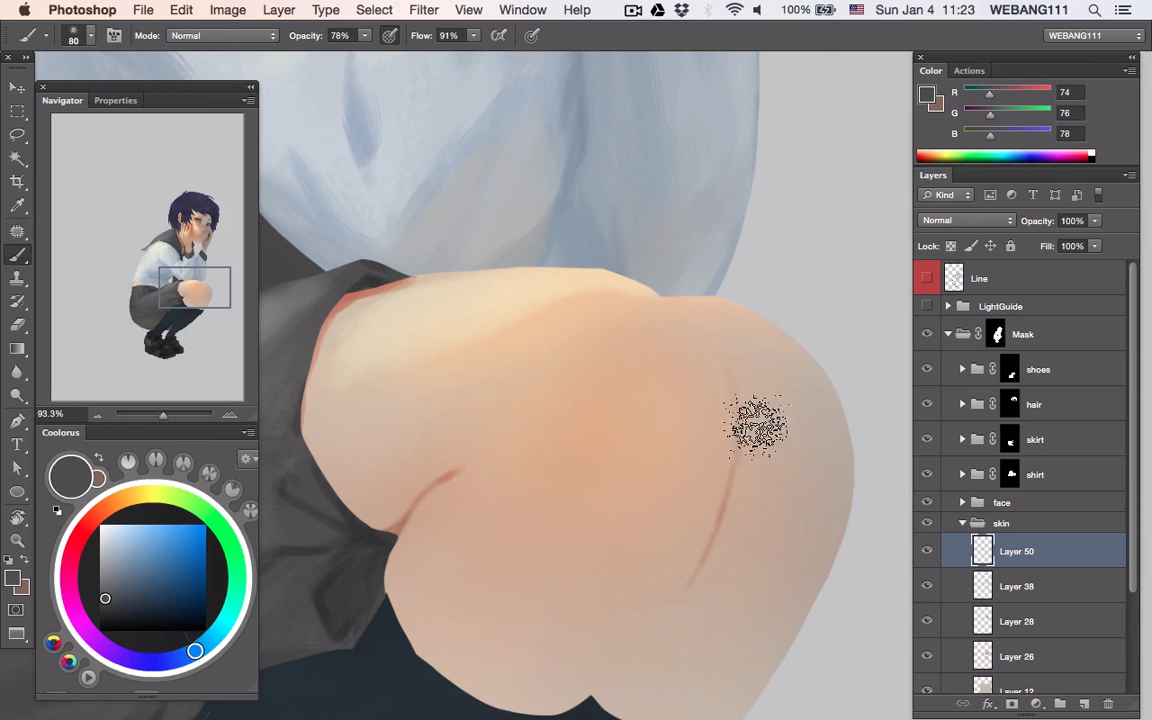 Photoshop File Edit Image Layer Type Select Filter View Window Help 100% Sun Jan 4 11:23 WEBANG111
80 Mode: Normal Opacity: 78% Flow: 91% WEBANG111
Navigator Properties
93.3%
Colorus
Color Actions
R 74
G 76
B 78
Layers
Kind
Normal Opacity: 100%
Lock: Fill: 100%
Line
LightGuide
Mask
shoes
hair
skirt
shirt
face
skin
Layer 50
Layer 38
Layer 28
Layer 26
Layer 12